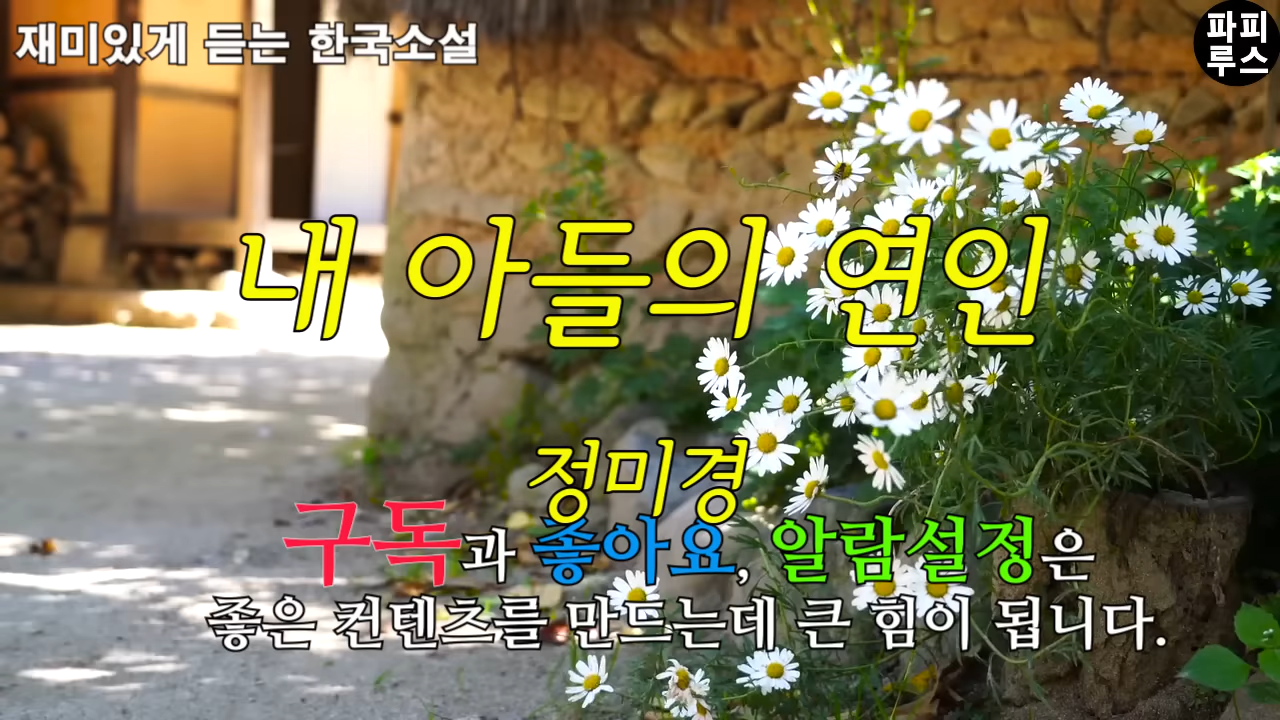 재미있게 듣는 한국소설
파피
루스
내 아들의 연인
정미경
구독과 좋아요, 알람설정은
좋은 컨텐츠를 만드는데 큰 힘이 됩니다.